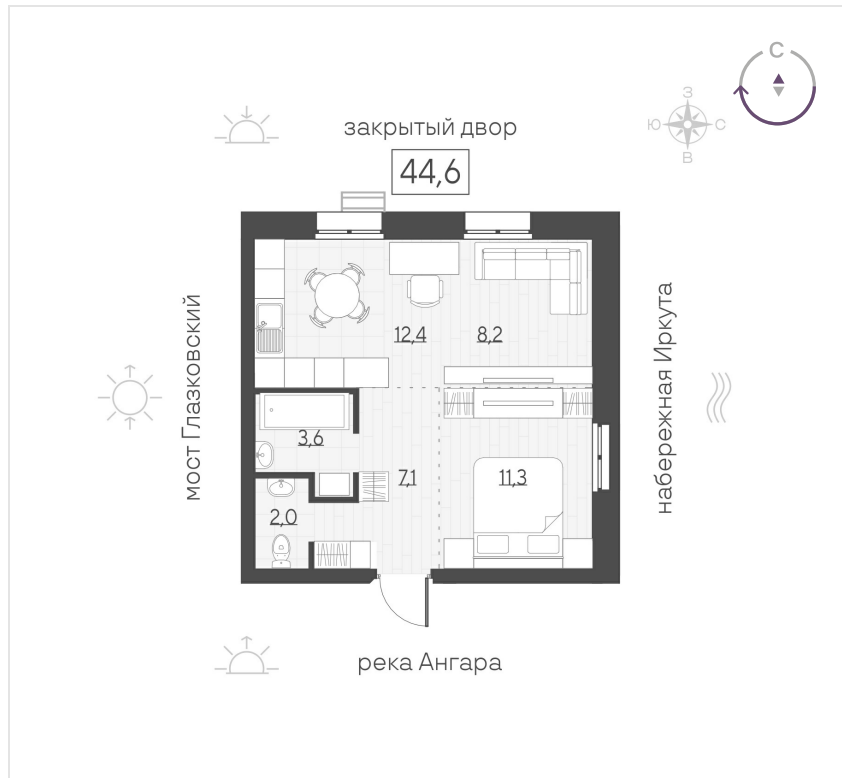 С
З
Ю
С
В
закрытый двор
44,6
мост Глазковский
набережная Иркута
12,4
8,2
3,6
7,1
11,3
2,0
река Ангара